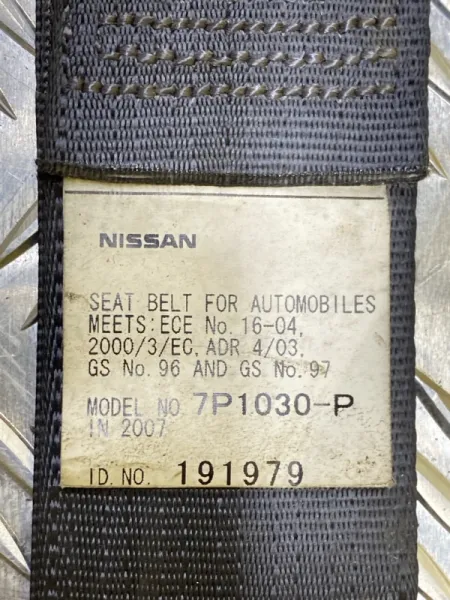 NISSAN
SEAT BELT FOR AUTOMOBILES
MEETS:ECE No. 16-04,
2000/3/EC, ADR 4/03,
GS No. 96 AND GS No. 97
MODEL NO. 7P1030-P
IN 2007
ID. NO. 191979